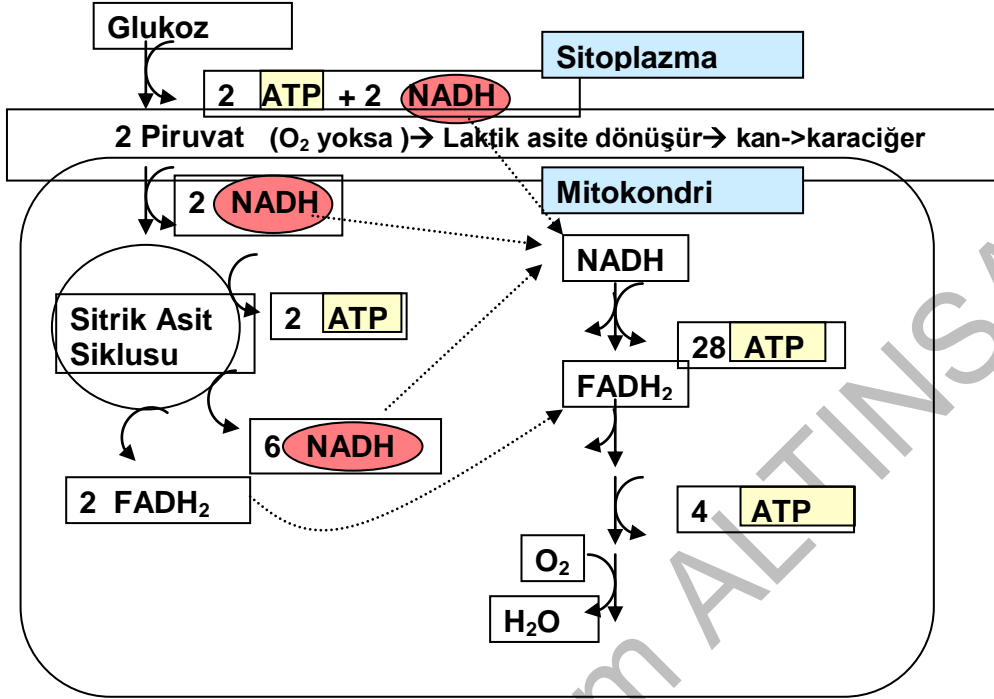 Glukoz
Sitoplazma
2 ATP + 2 NADH
2 Piruvat (O₂ yoksa )→ Laktik asite dönüşür→ kan->karaciğer
Mitokondri
2 NADH
NADH
Sitrik Asit
Siklusu
2 ATP
28 ATP
FADH₂
6 NADH
2 FADH₂
4 ATP
O₂
H₂O
m ALTINSA